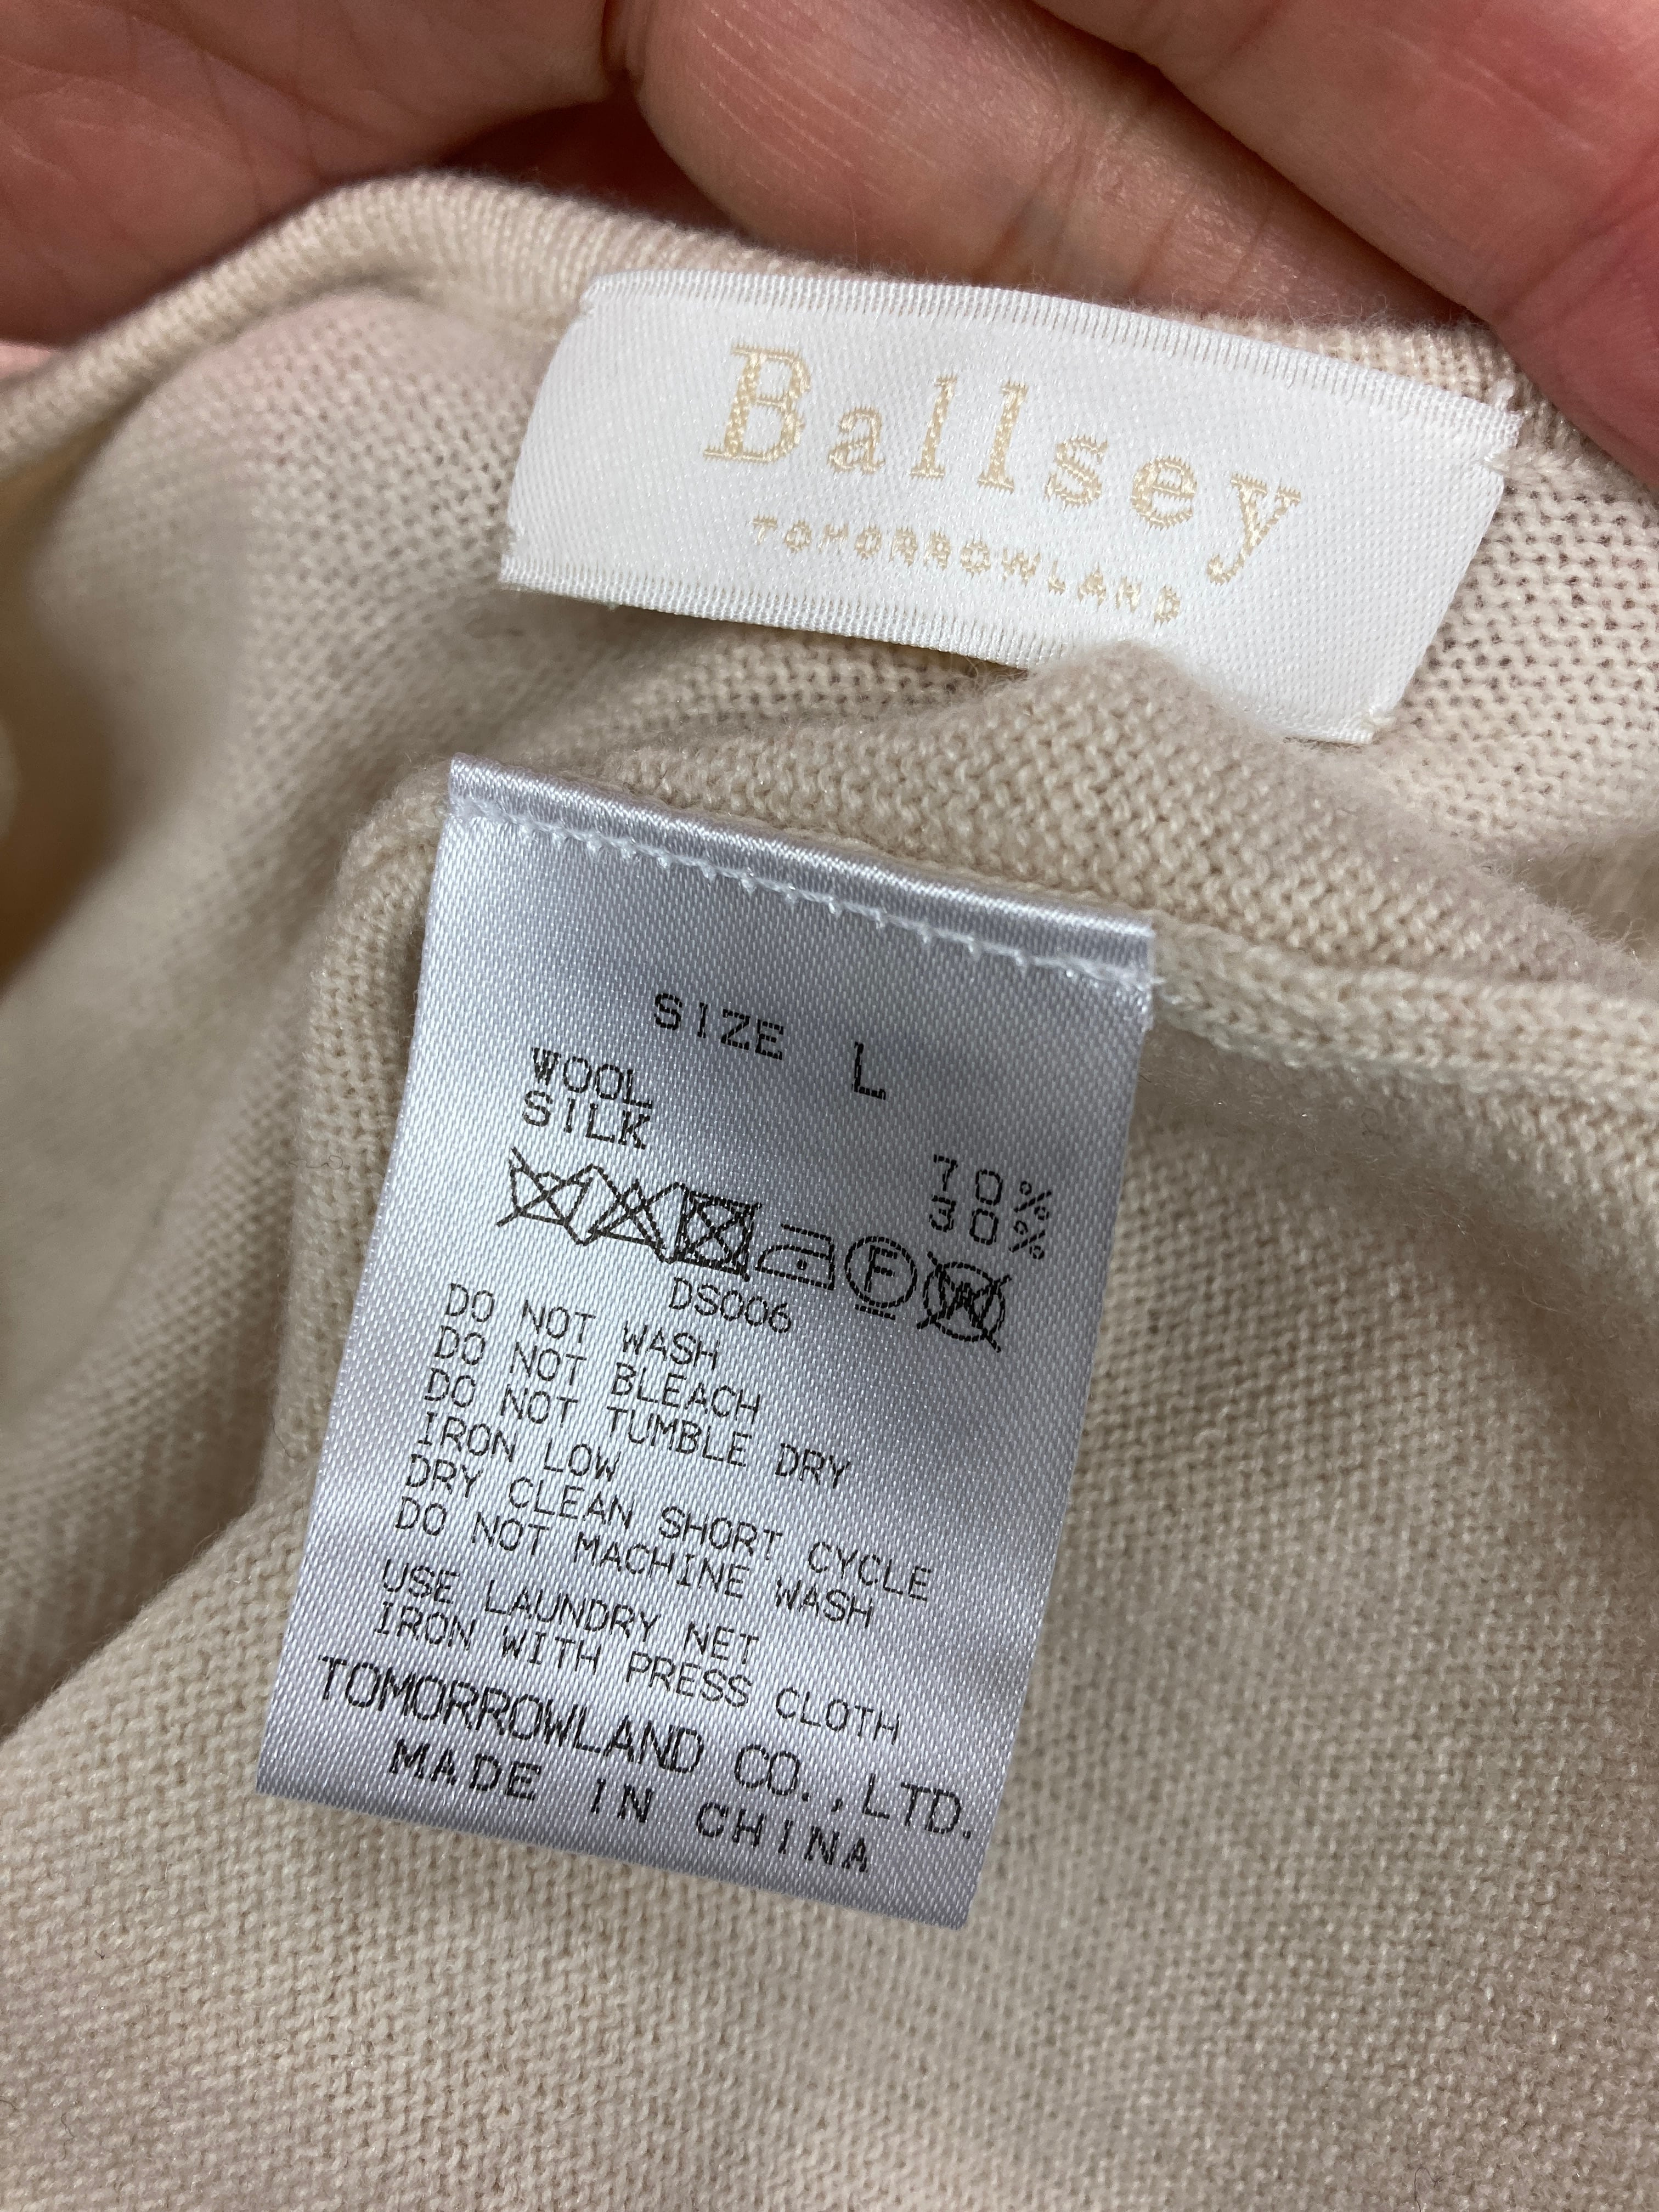 Ballsey
TOMORROWLAND
SIZE L
WOOL 70%
SILK 30%
F W
DS006
DO NOT WASH
DO NOT BLEACH
DO NOT TUMBLE DRY
IRON LOW
DRY CLEAN SHORT CYCLE
DO NOT MACHINE WASH
USE LAUNDRY NET
IRON WITH PRESS CLOTH
TOMORROWLAND CO.,LTD.
MADE IN CHINA